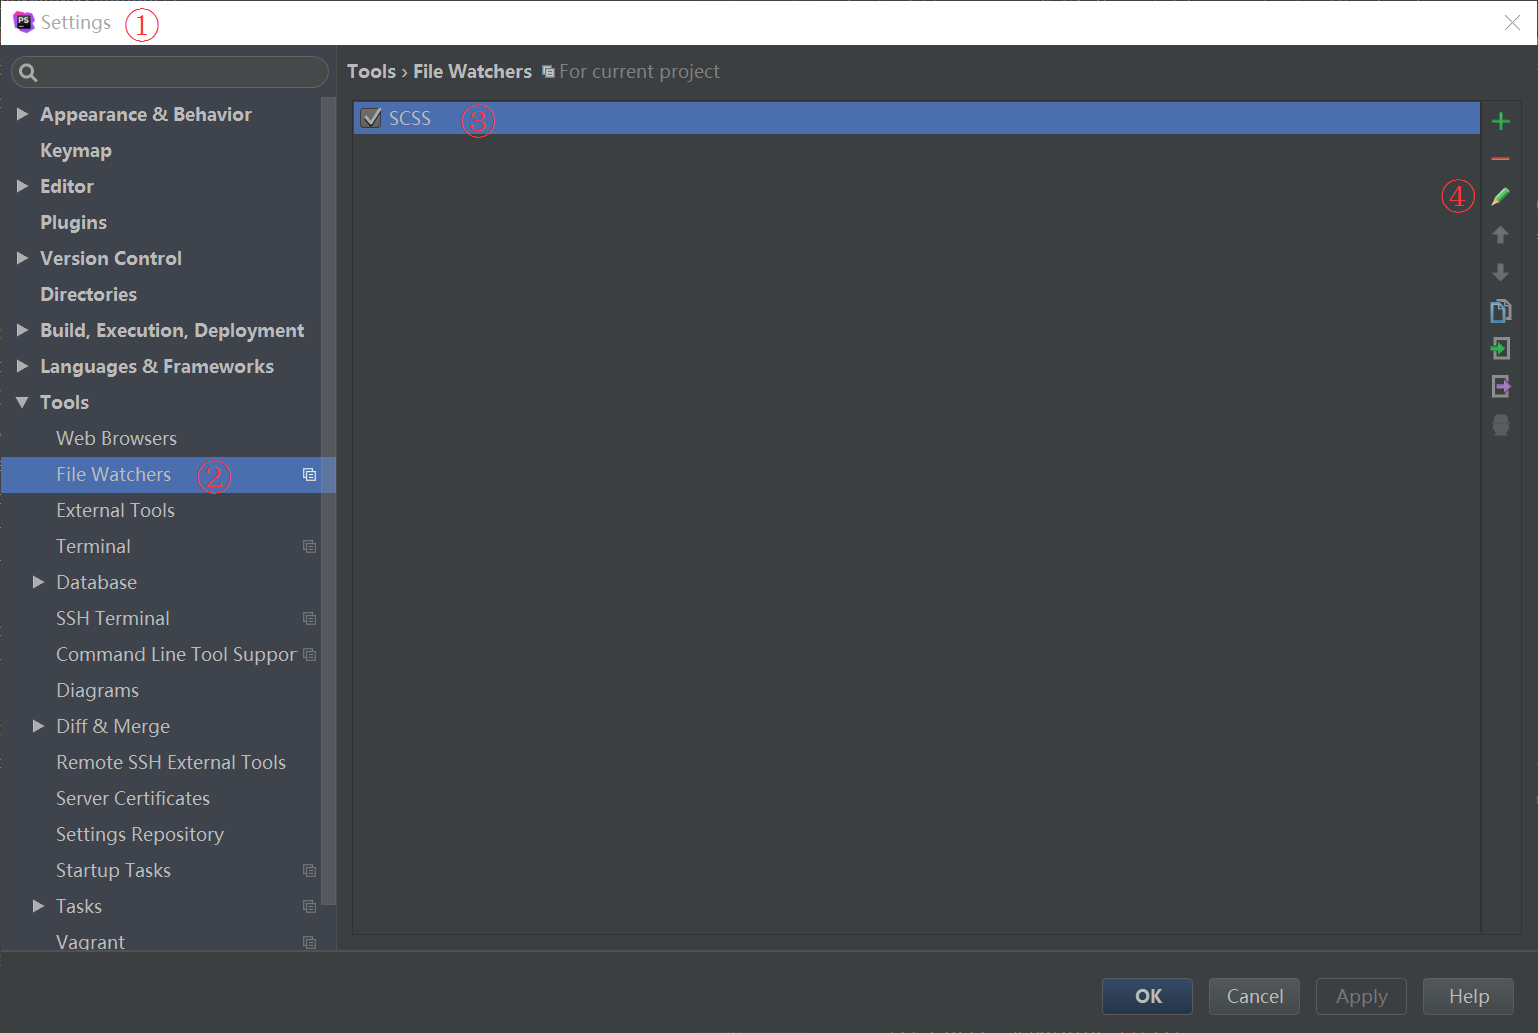 PS Settings ①
Tools › File Watchers For current project
Appearance & Behavior
Keymap
Editor
Plugins
Version Control
Directories
Build, Execution, Deployment
Languages & Frameworks
Tools
Web Browsers
File Watchers ②
External Tools
Terminal
Database
SSH Terminal
Command Line Tool Suppor
Diagrams
Diff & Merge
Remote SSH External Tools
Server Certificates
Settings Repository
Startup Tasks
Tasks
Vagrant
SCSS ③
④
OK Cancel Apply Help